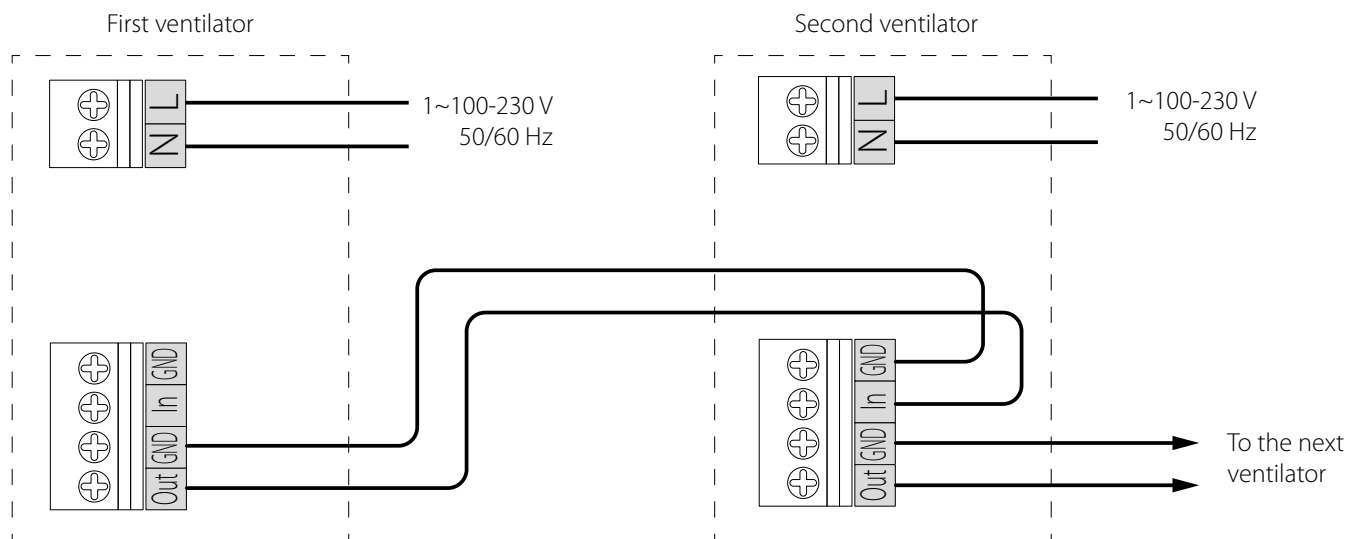 First ventilator
Second ventilator
L
N
1~100-230 V
50/60 Hz
L
N
1~100-230 V
50/60 Hz
GND
In
GND
Out
GND
In
GND
Out
To the next
ventilator